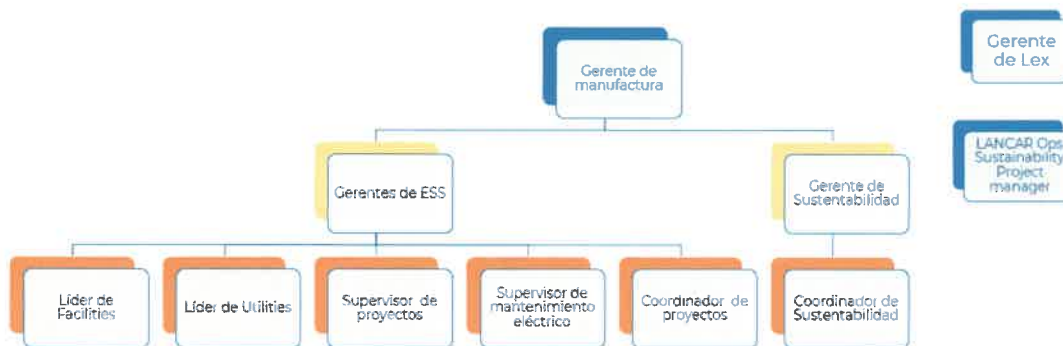 Gerente de
manufactura
Gerente
de Lex
LANCAR Ops
Sustainability
Project
manager
Gerentes de ESS
Gerente de
Sustentabilidad
Líder de
Facilities
Líder de Utilities
Supervisor de
proyectos
Supervisor de
mantenimiento
eléctrico
Coordinador de
proyectos
Coordinador de
Sustentabilidad